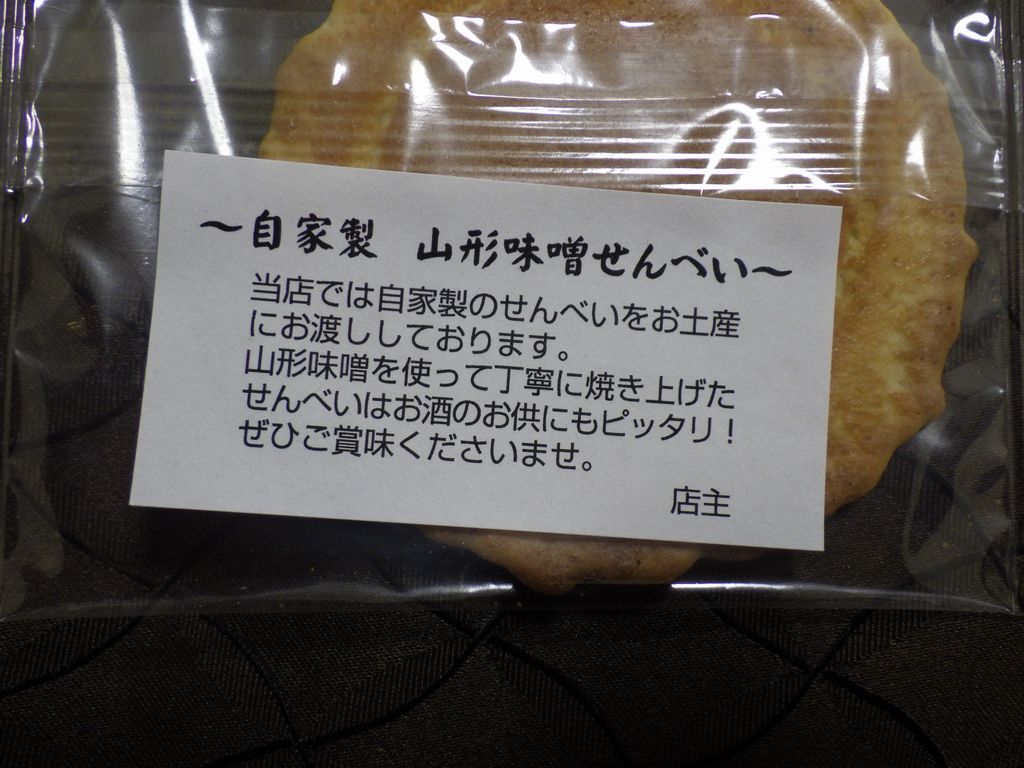 ～自家製　山形味噌せんべい～
当店では自家製のせんべいをお土産
にお渡ししております。
山形味噌を使って丁寧に焼き上げた
せんべいはお酒のお供にもピッタリ！
ぜひご賞味くださいませ。
店主